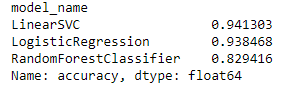 model_name
LinearSVC                 0.941303
LogisticRegression        0.938468
RandomForestClassifier    0.829416
Name: accuracy, dtype: float64